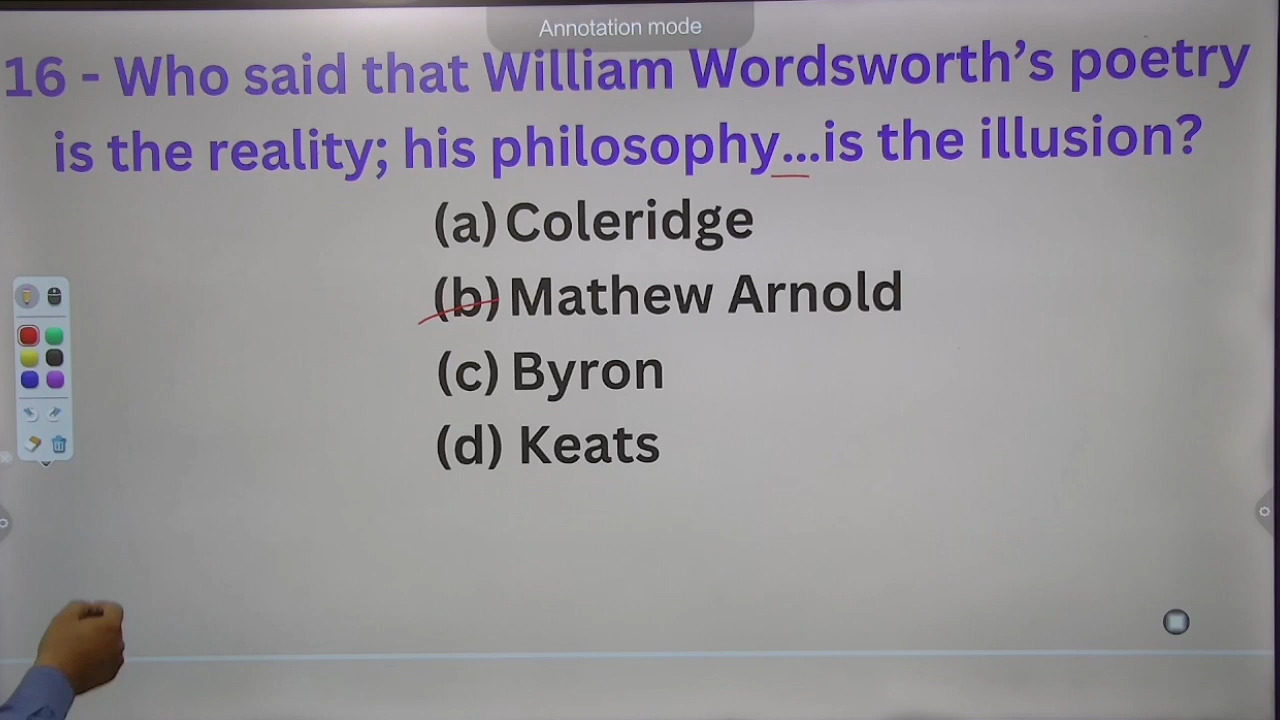 Annotation mode
16 - Who said that William Wordsworth’s poetry
is the reality; his philosophy...is the illusion?
(a) Coleridge
(b) Mathew Arnold
(c) Byron
(d) Keats